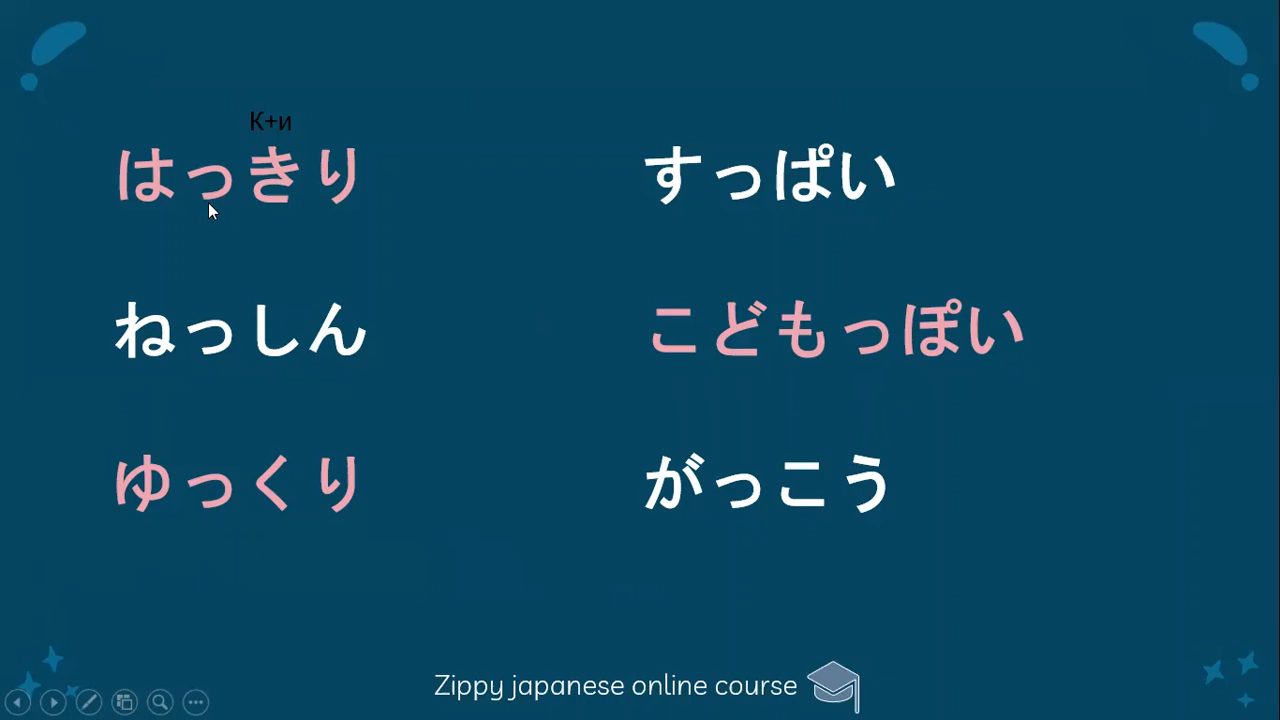 К+и
はっきり
すっぱい
ねっしん
こどもっぽい
ゆっくり
がっこう
Zippy japanese online course